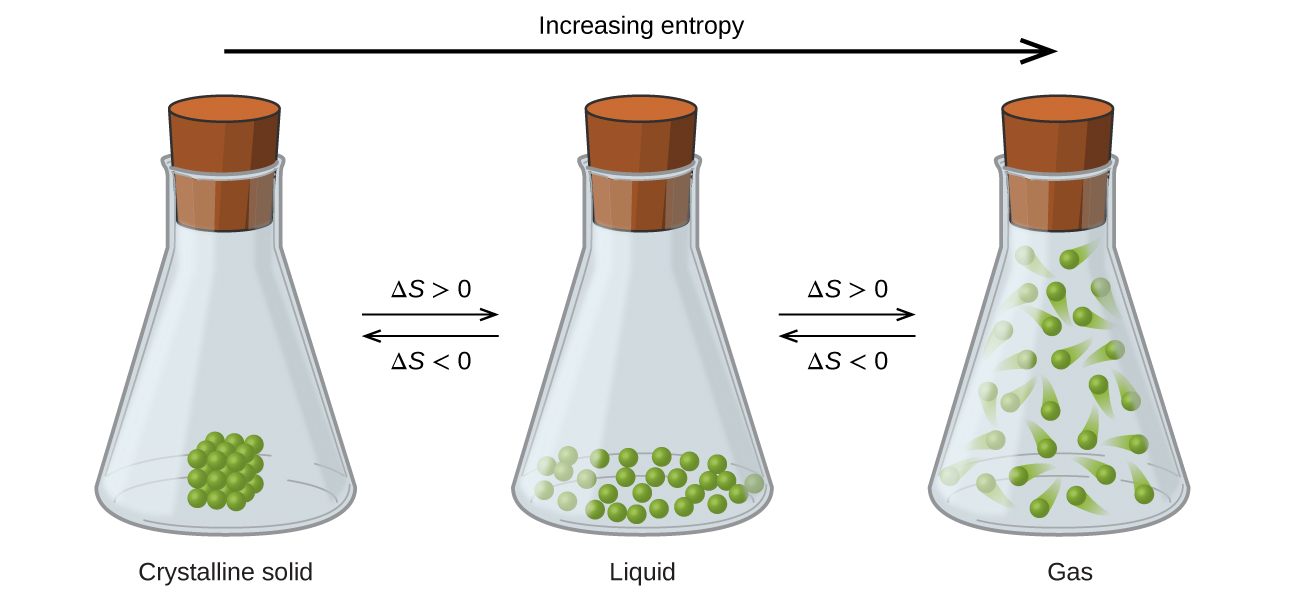 Increasing entropy
ΔS > 0
ΔS < 0
ΔS > 0
ΔS < 0
Crystalline solid
Liquid
Gas